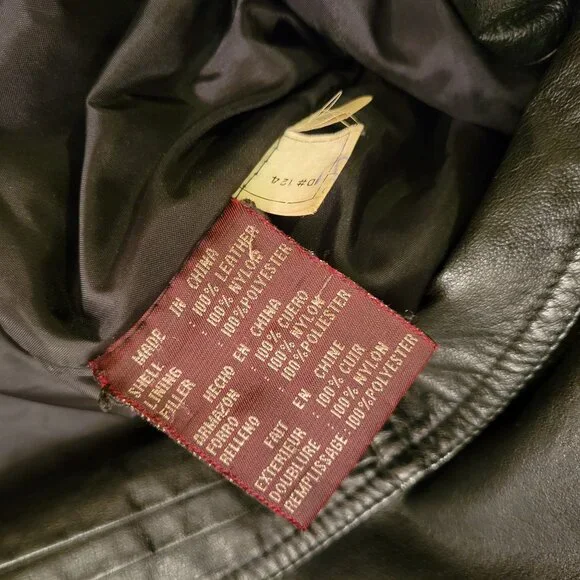 D# 124
MADE IN CHINA
SHELL : 100% LEATHER
LINING : 100% NYLON
FILLER : 100%POLYESTER
HECHO EN CHINA
ARMAZON : 100% CUERO
FORRO : 100% NYLON
RELLENO : 100%POLIESTER
FAIT EN CHINE
EXTERIEUR : 100% CUIR
DOUBLURE : 100% NYLON
REMPLISSAGE: 100%POLYESTER